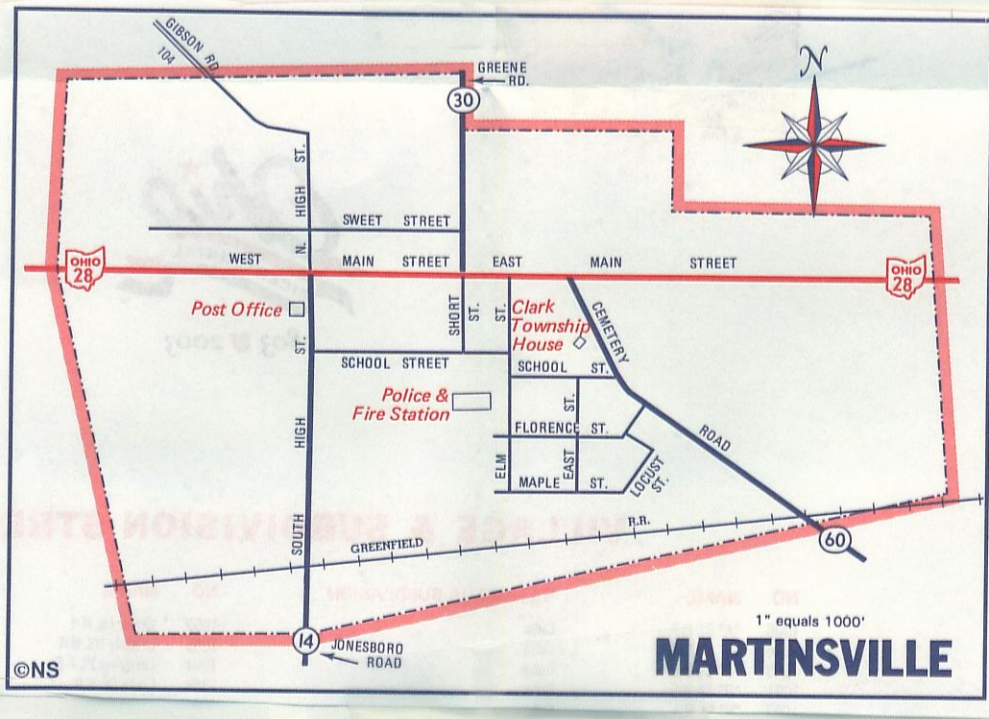 GIBSON RD.
104
GREENE
RD.
30
N
N. HIGH ST.
SWEET STREET
OHIO
28
WEST MAIN STREET
EAST MAIN STREET
OHIO
28
Post Office
SHORT ST.
Clark
Township
House
CEMETERY ROAD
SCHOOL STREET
SCHOOL ST.
Police &
Fire Station
ELM ST.
EAST ST.
FLORENCE ST.
MAPLE ST.
LOCUST
ST.
SOUTH HIGH ST.
GREENFIELD R.R.
60
14
JONESBORO
ROAD
1" equals 1000'
MARTINSVILLE
©NS